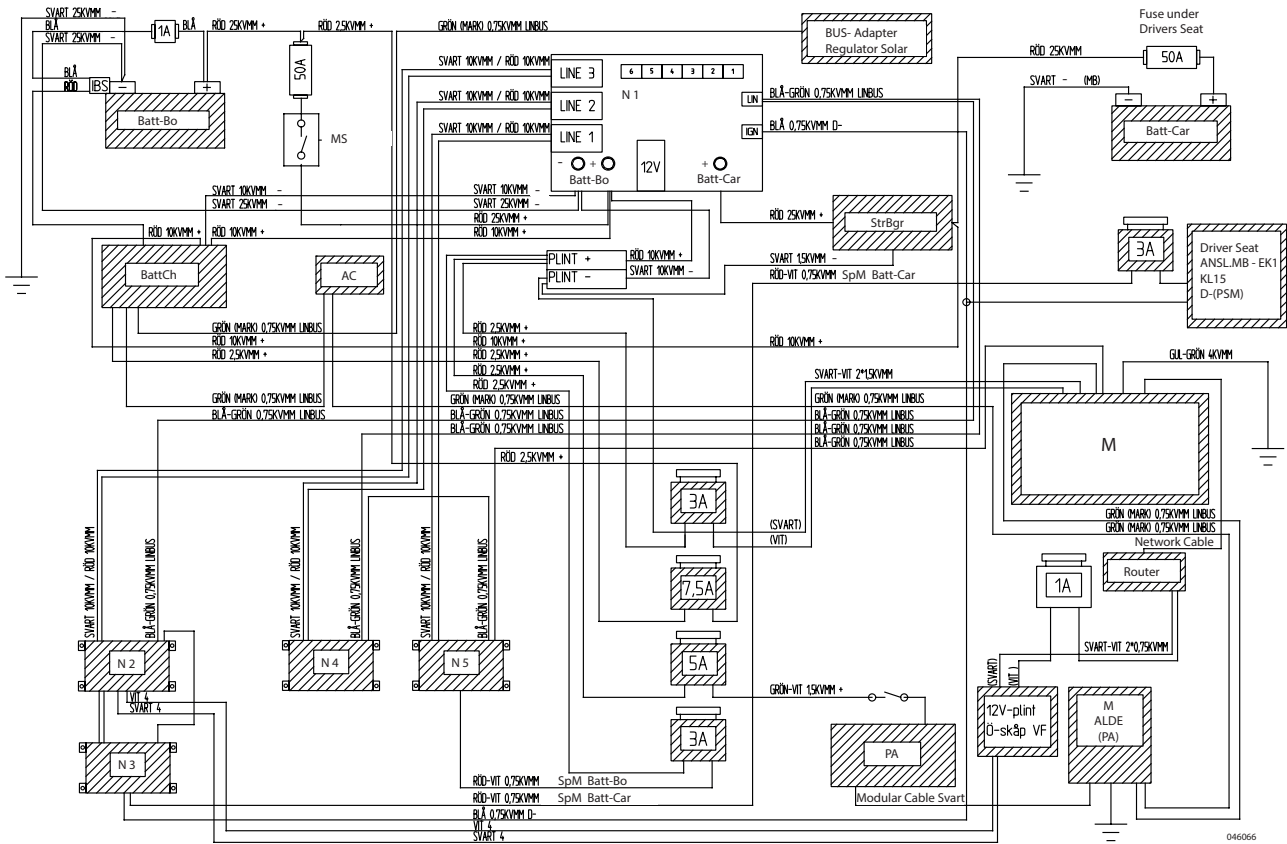 SVART 25KVMM -
BLÅ
SVART 25KVMM -
1A
BLÅ
RÖD 25KVMM +
RÖD 2,5KVMM +
GRÖN (MARK) 0,75KVMM LINBUS
BLÅ
RÖD
IBS
-
+
Batt-Bo
50A
MS
SVART 10KVMM / RÖD 10KVMM
SVART 10KVMM / RÖD 10KVMM
SVART 10KVMM / RÖD 10KVMM
LINE 3
LINE 2
LINE 1
6 5 4 3 2 1
N 1
LIN
IGN
- +
Batt-Bo
12V
+
Batt-Car
BUS- Adapter
Regulator Solar
BLÅ-GRÖN 0,75KVMM LINBUS
BLÅ 0,75KVMM D-
Fuse under
Drivers Seat
RÖD 25KVMM
50A
SVART - (MB)
-
+
Batt-Car
SVART 10KVMM -
SVART 10KVMM -
SVART 25KVMM -
RÖD 25KVMM +
RÖD 10KVMM +
RÖD 10KVMM +
RÖD 10KVMM +
BattCh
AC
PLINT +
PLINT -
RÖD 10KVMM +
SVART 10KVMM -
RÖD 25KVMM +
StrBgr
SVART 1,5KVMM -
RÖD-VIT 0,75KVMM SpM Batt-Car
3A
Driver Seat
ANSL.MB - EK1
KL15
D-(PSM)
GRÖN (MARK) 0,75KVMM LINBUS
RÖD 10KVMM +
RÖD 2,5KVMM +
RÖD 2,5KVMM +
RÖD 10KVMM +
RÖD 2,5KVMM +
RÖD 2,5KVMM +
RÖD 2,5KVMM +
RÖD 10KVMM +
GUL-GRÖN 4KVMM
SVART-VIT 2*1,5KVMM
GRÖN (MARK) 0,75KVMM LINBUS
BLÅ-GRÖN 0,75KVMM LINBUS
GRÖN (MARK) 0,75KVMM LINBUS
BLÅ-GRÖN 0,75KVMM LINBUS
BLÅ-GRÖN 0,75KVMM LINBUS
GRÖN (MARK) 0,75KVMM LINBUS
BLÅ-GRÖN 0,75KVMM LINBUS
BLÅ-GRÖN 0,75KVMM LINBUS
BLÅ-GRÖN 0,75KVMM LINBUS
M
RÖD 2,5KVMM +
3A
(SVART)
(VIT)
7,5A
5A
3A
GRÖN (MARK) 0,75KVMM LINBUS
GRÖN (MARK) 0,75KVMM LINBUS
Network Cable
Router
1A
SVART-VIT 2*0,75KVMM
(SVART)
(VIT )
SVART 10KVMM / RÖD 10KVMM
BLÅ-GRÖN 0,75KVMM LINBUS
SVART 10KVMM / RÖD 10KVMM
BLÅ-GRÖN 0,75KVMM LINBUS
SVART 10KVMM / RÖD 10KVMM
BLÅ-GRÖN 0,75KVMM LINBUS
N 2
N 4
N 5
VIT 4
SVART 4
N 3
GRÖN-VIT 1,5KVMM +
PA
Modular Cable Svart
12V-plint
Ö-skåp VF
M
ALDE
(PA)
RÖD-VIT 0,75KVMM SpM Batt-Bo
RÖD-VIT 0,75KVMM SpM Batt-Car
BLÅ 0,75KVMM D-
VIT 4
SVART 4
046066